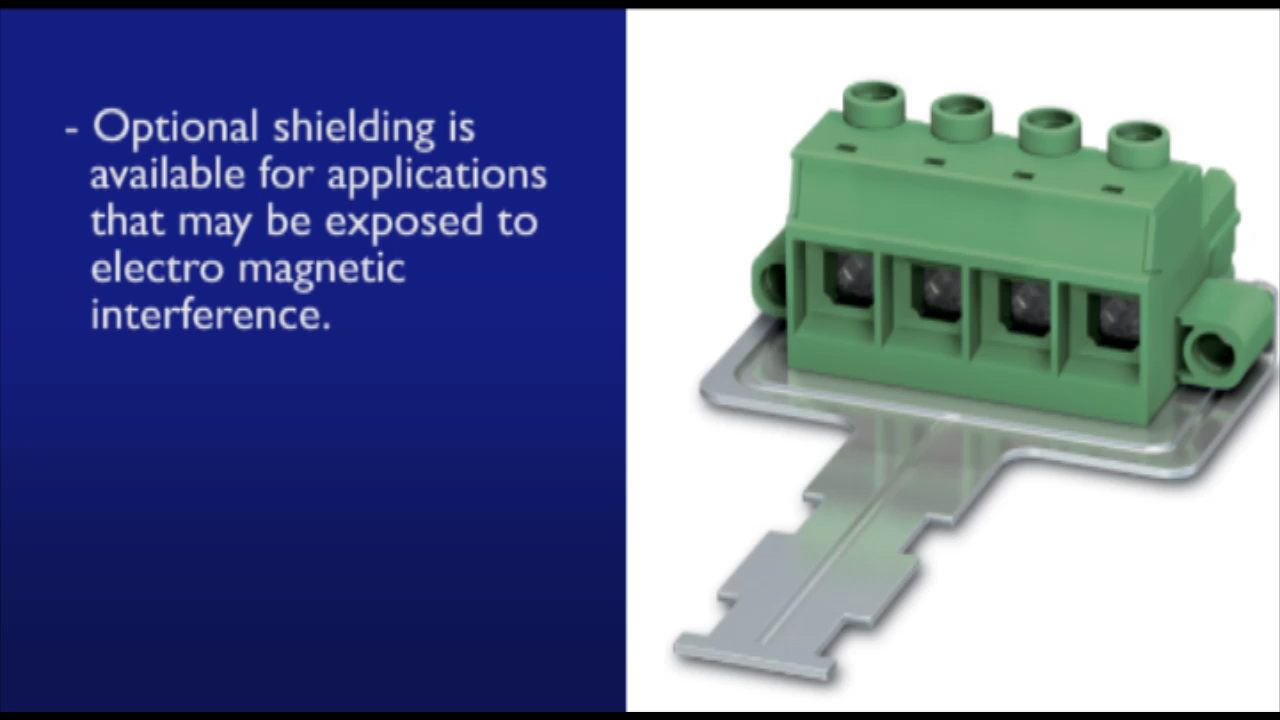 - Optional shielding is
available for applications
that may be exposed to
electro magnetic
interference.